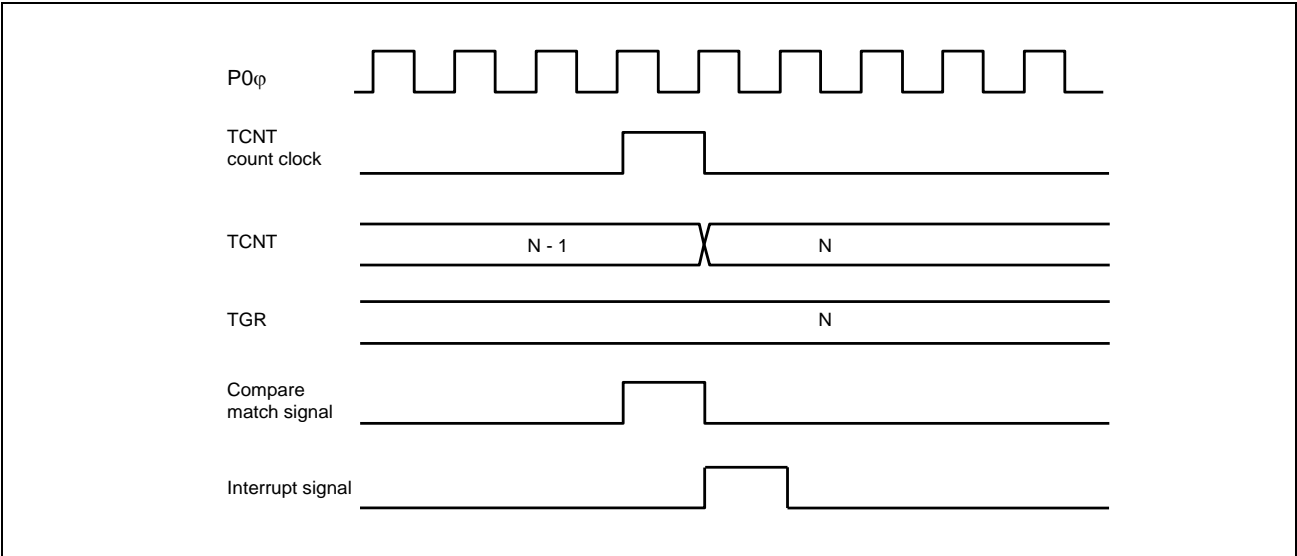 P0φ
TCNT
count clock
TCNT
N - 1
N
TGR
N
Compare
match signal
Interrupt signal